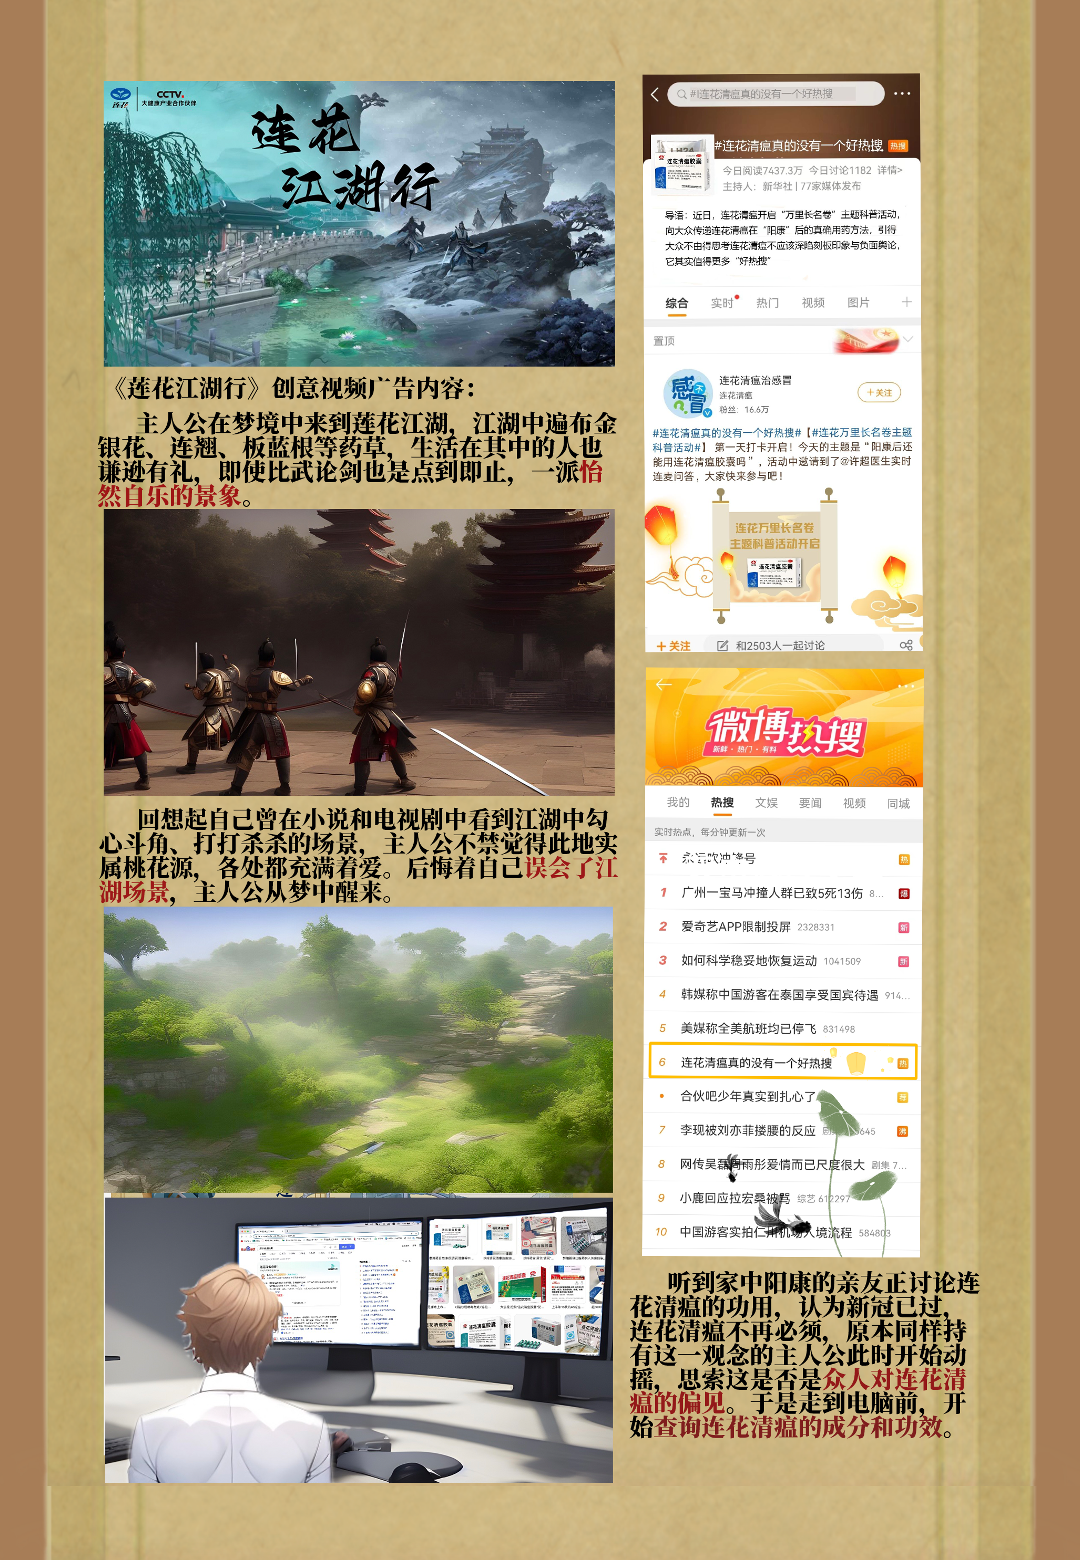 连花
CCTV.
大健康产业合作伙伴
连花
江湖行
《莲花江湖行》创意视频广告内容：
主人公在梦境中来到莲花江湖，江湖中遍布金
银花、连翘、板蓝根等药草，生活在其中的人也
谦逊有礼，即使比武论剑也是点到即止，一派怡
然自乐的景象。
回想起自己曾在小说和电视剧中看到江湖中勾
心斗角、打打杀杀的场景，主人公不禁觉得此地实
属桃花源，各处都充满着爱。后悔着自己误会了江
湖场景，主人公从梦中醒来。
#连花清瘟真的没有一个好热搜
#连花清瘟真的没有一个好热搜 热搜
连花清瘟胶囊
今日阅读7437.3万 今日讨论1182 详情>
主持人：新华社 | 77家媒体发布
导语：近日，连花清瘟开启“万里长名卷”主题科普活动，
向大众传递连花清瘟在“阳康”后的真确用药方法，引得
大众不由得思考连花清瘟不应该深陷刻板印象与负面舆论，
它其实值得更多“好热搜”
综合 实时 热门 视频 图片
置顶
感冒
连花清瘟治感冒
连花清瘟
粉丝：16.6万
+关注
#连花清瘟真的没有一个好热搜#【#连花万里长名卷主题
科普活动#】 第一天打卡开启！今天的主题是“阳康后还
能用连花清瘟胶囊吗”，活动中邀请到了@许超医生实时
连麦问答，大家快来参与吧！
连花万里长名卷
主题科普活动开启
连花清瘟胶囊
+关注 和2503人一起讨论
微博热搜
新鲜·热门·有料
我的 热搜 文娱 要闻 视频 同城
实时热点，每分钟更新一次
永远吹冲锋号 热
1 广州一宝马冲撞人群已致5死13伤 8... 爆
2 爱奇艺APP限制投屏 2328331 新
3 如何科学稳妥地恢复运动 1041509 新
4 韩媒称中国游客在泰国享受国宾待遇 914...
5 美媒称全美航班均已停飞 831498
6 连花清瘟真的没有一个好热搜 热
• 合伙吧少年真实到扎心了
7 李现被刘亦菲搂腰的反应 645 沸
8 网传吴磊周雨彤爱情而已尺度很大 剧集 7...
9 小鹿回应拉宏桑被骂 综艺 612297
10 中国游客实拍仁川机场入境流程 584803
听到家中阳康的亲友正讨论连
花清瘟的功用，认为新冠已过，
连花清瘟不再必须，原本同样持
有这一观念的主人公此时开始动
摇，思索这是否是众人对连花清
瘟的偏见。于是走到电脑前，开
始查询连花清瘟的成分和功效。